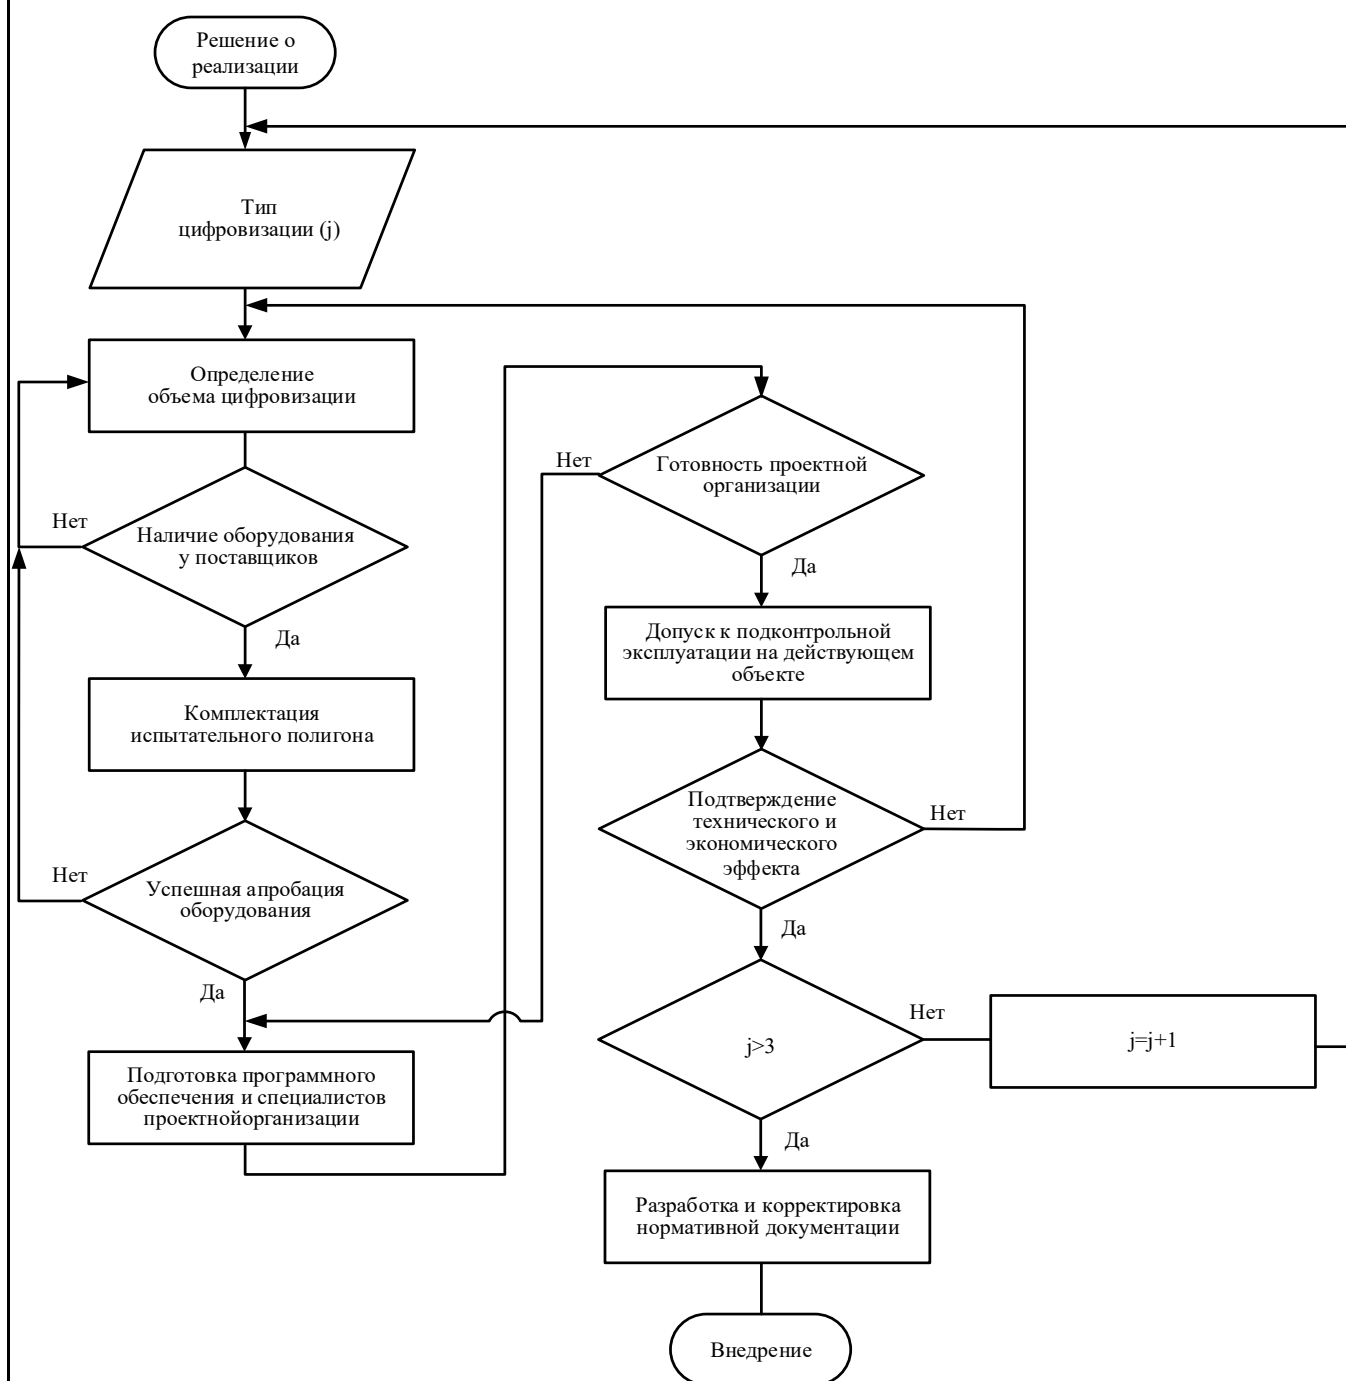 Решение о
реализации
Тип
цифровизации (j)
Определение
объема цифровизации
Нет
Наличие оборудования
у поставщиков
Да
Комплектация
испытательного полигона
Нет
Успешная апробация
оборудования
Да
Подготовка программного
обеспечения и специалистов
проектнойорганизации
Нет
Готовность проектной
организации
Да
Допуск к подконтрольной
эксплуатации на действующем
объекте
Подтверждение
технического и
экономического
эффекта
Нет
Да
j>3
Нет
j=j+1
Да
Разработка и корректировка
нормативной документации
Внедрение